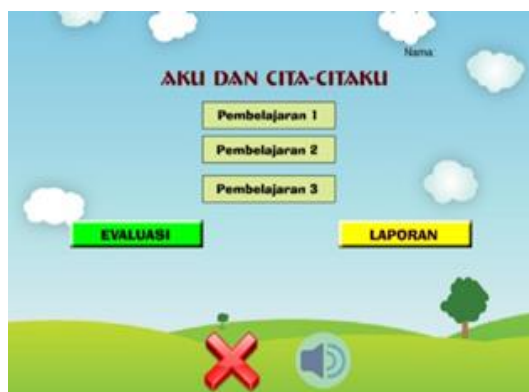 Nama
AKU DAN CITA-CITAKU
Pembelajaran 1
Pembelajaran 2
Pembelajaran 3
EVALUASI
LAPORAN